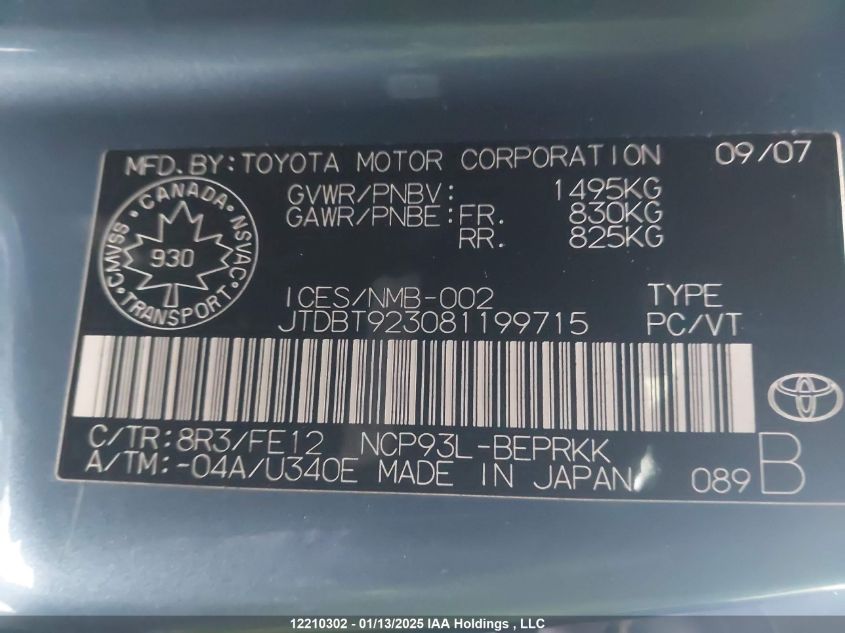 MFD. BY: TOYOTA MOTOR CORPORATION 09/07
GVWR/PNBV: 1495KG
GAWR/PNBE: FR. 830KG
RR. 825KG
CANADA
CMVSS 930 NSVAC
TRANSPORT
ICES/NMB-002 TYPE
JTDBT923081199715 PC/VT
C/TR: 8R3/FE12 NCP93L-BEPRKK
A/TM: -04A/U340E MADE IN JAPAN 089 B
12210302 - 01/13/2025 IAA Holdings , LLC